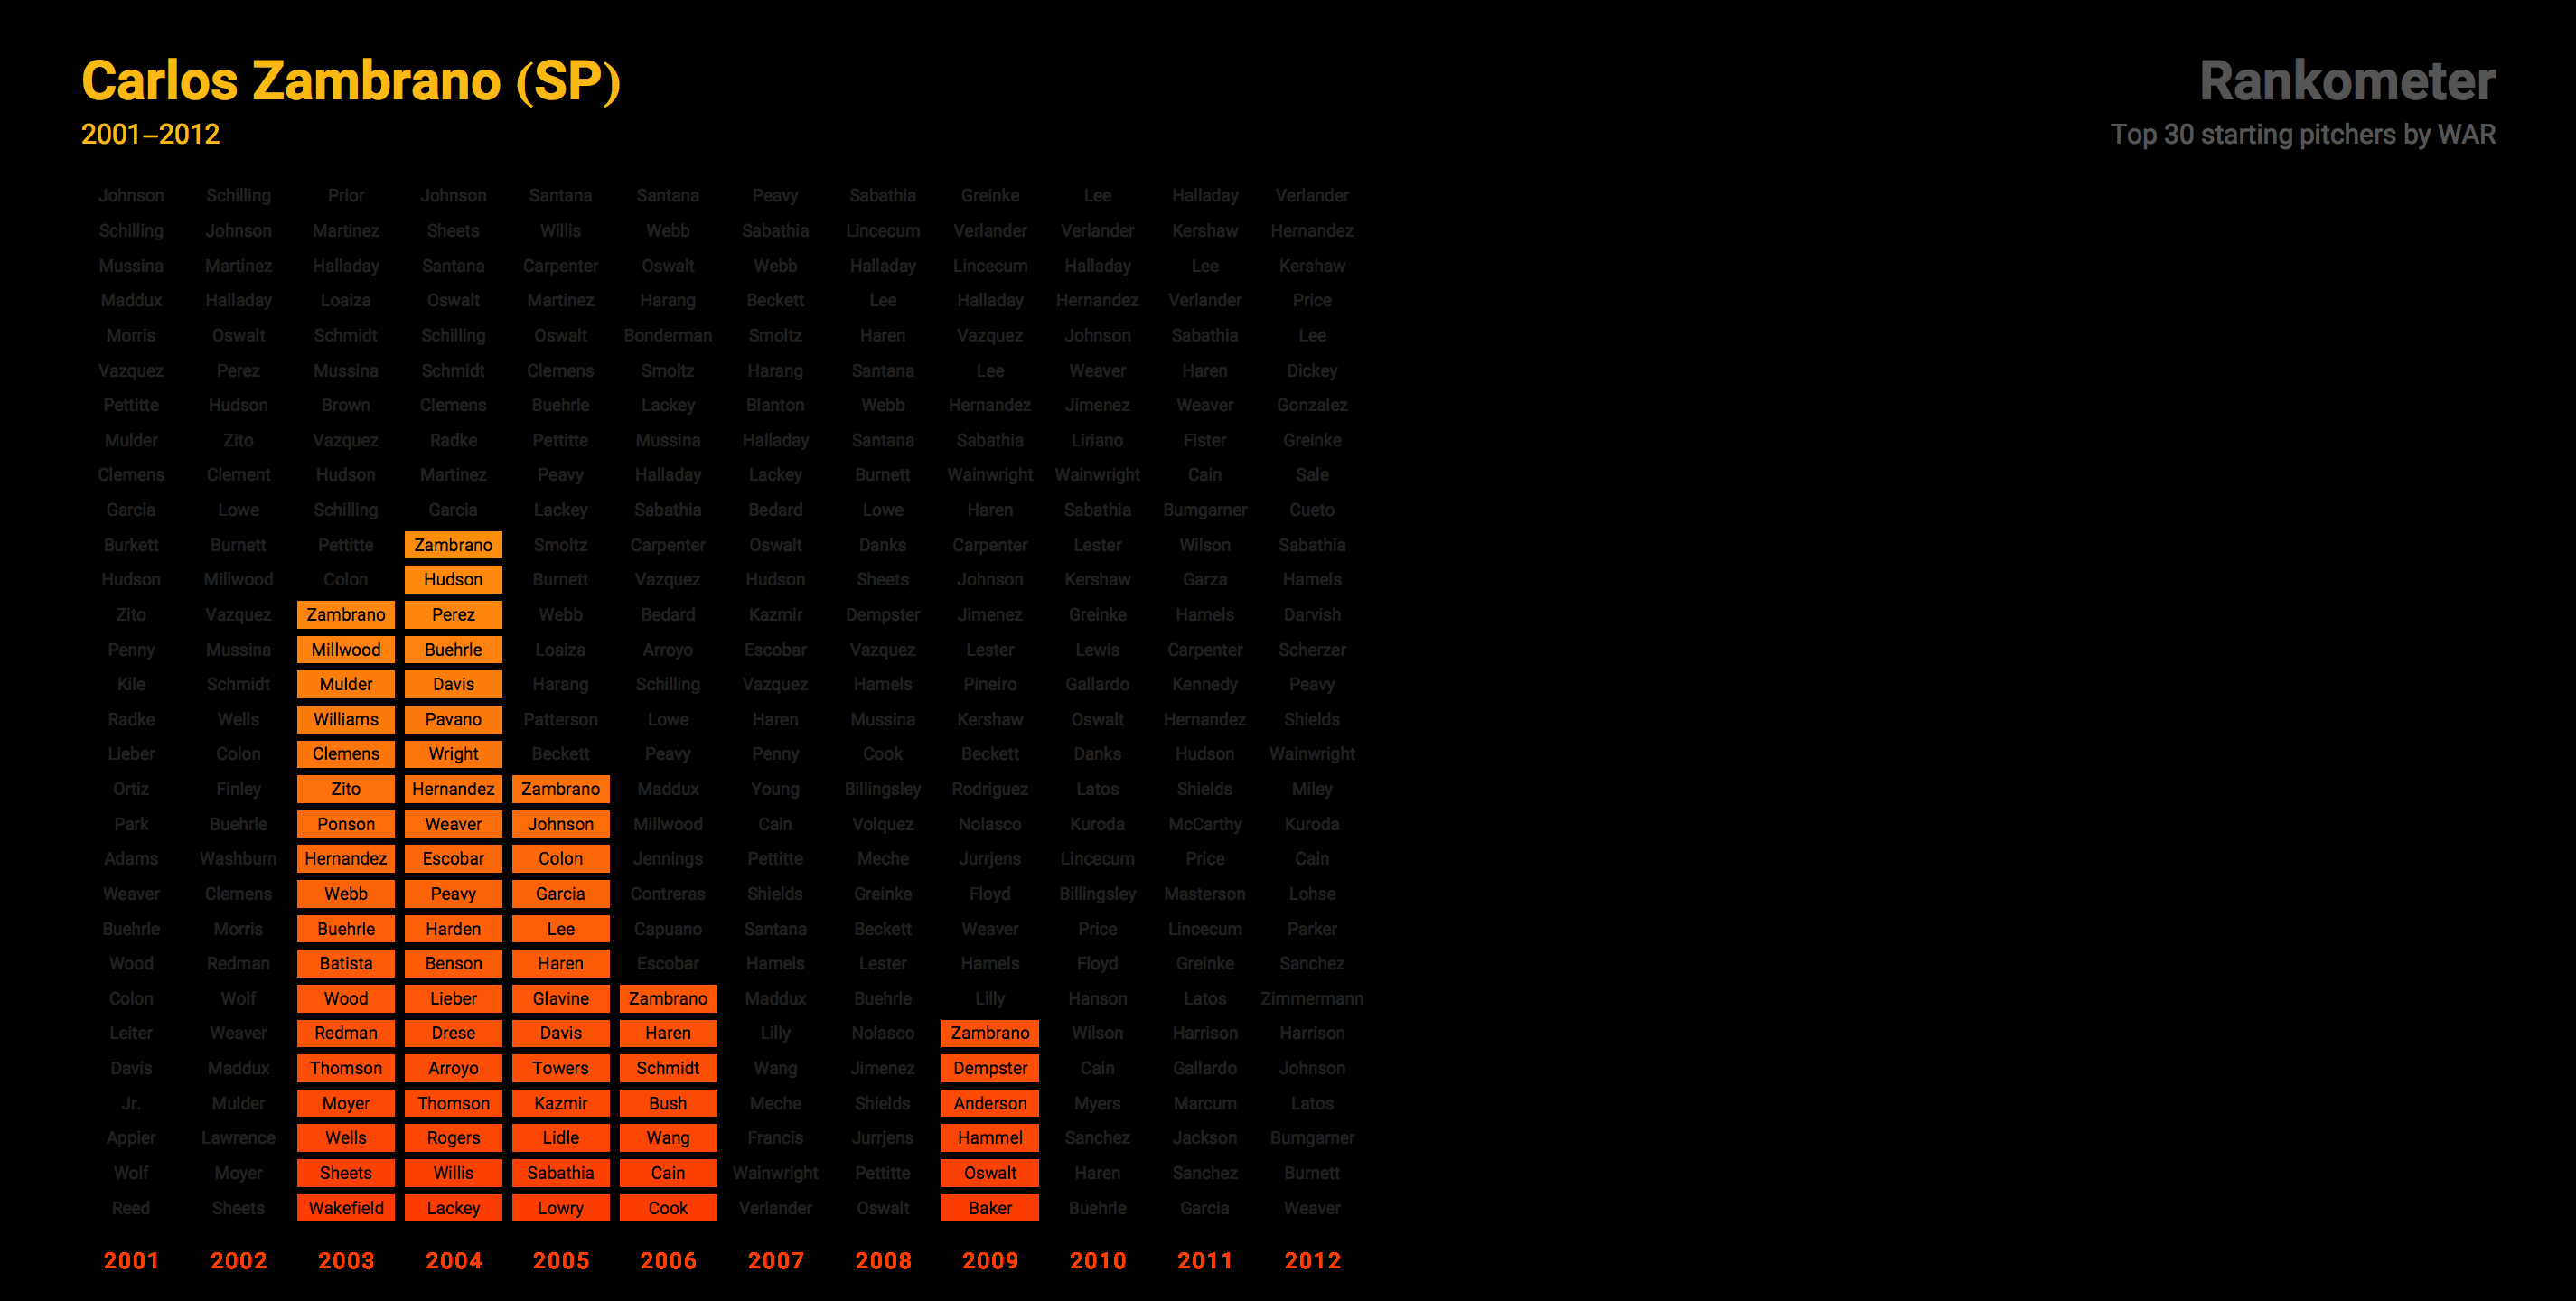 Carlos Zambrano (SP)
2001–2012
Rankometer
Top 30 starting pitchers by WAR
Johnson Schilling Prior Johnson Santana Santana Peavy Sabathia Greinke Lee Halladay Verlander
Schilling Johnson Martinez Sheets Willis Webb Sabathia Lincecum Verlander Verlander Kershaw Hernandez
Mussina Martinez Halladay Santana Carpenter Oswalt Webb Halladay Lincecum Halladay Lee Kershaw
Maddux Halladay Loaiza Oswalt Martinez Harang Beckett Lee Halladay Hernandez Verlander Price
Morris Oswalt Schmidt Schilling Oswalt Bonderman Smoltz Haren Vazquez Johnson Sabathia Lee
Vazquez Perez Mussina Schmidt Clemens Smoltz Harang Santana Lee Weaver Haren Dickey
Pettitte Hudson Brown Clemens Buehrle Lackey Blanton Webb Hernandez Jimenez Weaver Gonzalez
Mulder Zito Vazquez Radke Pettitte Mussina Halladay Santana Sabathia Liriano Fister Greinke
Clemens Clement Hudson Martinez Peavy Halladay Lackey Burnett Wainwright Wainwright Cain Sale
Garcia Lowe Schilling Garcia Lackey Sabathia Bedard Lowe Haren Sabathia Bumgarner Cueto
Burkett Burnett Pettitte Zambrano Smoltz Carpenter Oswalt Danks Carpenter Lester Wilson Sabathia
Hudson Millwood Colon Hudson Burnett Vazquez Hudson Sheets Johnson Kershaw Garza Hamels
Zito Vazquez Zambrano Perez Webb Bedard Kazmir Dempster Jimenez Greinke Hamels Darvish
Penny Mussina Millwood Buehrle Loaiza Arroyo Escobar Vazquez Lester Lewis Carpenter Scherzer
Kile Schmidt Mulder Davis Harang Schilling Vazquez Hamels Pineiro Gallardo Kennedy Peavy
Radke Wells Williams Pavano Patterson Lowe Haren Mussina Kershaw Oswalt Hernandez Shields
Lieber Colon Clemens Wright Beckett Peavy Penny Cook Beckett Danks Hudson Wainwright
Ortiz Finley Zito Hernandez Zambrano Maddux Young Billingsley Rodriguez Latos Shields Miley
Park Buehrle Ponson Weaver Johnson Millwood Cain Volquez Nolasco Kuroda McCarthy Kuroda
Adams Washburn Hernandez Escobar Colon Jennings Pettitte Meche Jurrjens Lincecum Price Cain
Weaver Clemens Webb Peavy Garcia Contreras Shields Greinke Floyd Billingsley Masterson Lohse
Buehrle Morris Buehrle Harden Lee Capuano Santana Beckett Weaver Price Lincecum Parker
Wood Redman Batista Benson Haren Escobar Hamels Lester Hamels Floyd Greinke Sanchez
Colon Wolf Wood Lieber Glavine Zambrano Maddux Buehrle Lilly Hanson Latos Zimmermann
Leiter Weaver Redman Drese Davis Haren Lilly Nolasco Zambrano Wilson Harrison Harrison
Davis Maddux Thomson Arroyo Towers Schmidt Wang Jimenez Dempster Cain Gallardo Johnson
Jr. Mulder Moyer Thomson Kazmir Bush Meche Shields Anderson Myers Marcum Latos
Appier Lawrence Wells Rogers Lidle Wang Francis Jurrjens Hammel Sanchez Jackson Bumgarner
Wolf Moyer Sheets Willis Sabathia Cain Wainwright Pettitte Oswalt Haren Sanchez Burnett
Reed Sheets Wakefield Lackey Lowry Cook Verlander Oswalt Baker Buehrle Garcia Weaver
2001 2002 2003 2004 2005 2006 2007 2008 2009 2010 2011 2012